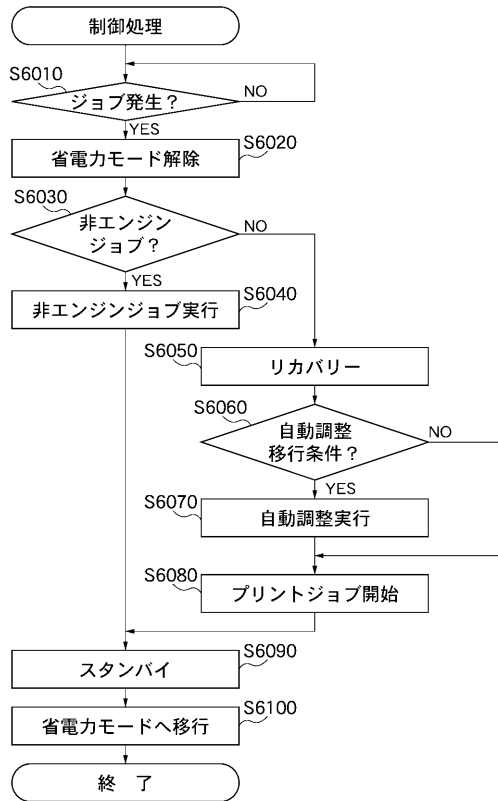 制御処理
S6010
ジョブ発生？
NO
YES
省電力モード解除
S6020
S6030
非エンジン
ジョブ？
NO
YES
非エンジンジョブ実行
S6040
S6050
リカバリー
S6060
自動調整
移行条件？
NO
YES
S6070
自動調整実行
S6080
プリントジョブ開始
スタンバイ
S6090
省電力モードへ移行
S6100
終　了